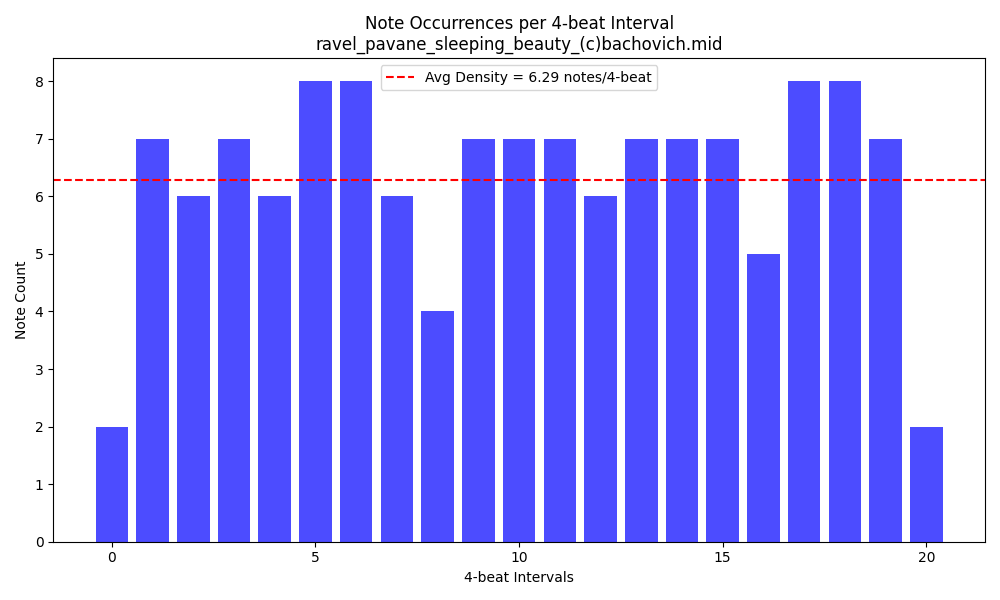 Note Occurrences per 4-beat Interval
ravel_pavane_sleeping_beauty_(c)bachovich.mid
Avg Density = 6.29 notes/4-beat
Note Count
8
7
6
5
4
3
2
1
0
0 5 10 15 20
4-beat Intervals